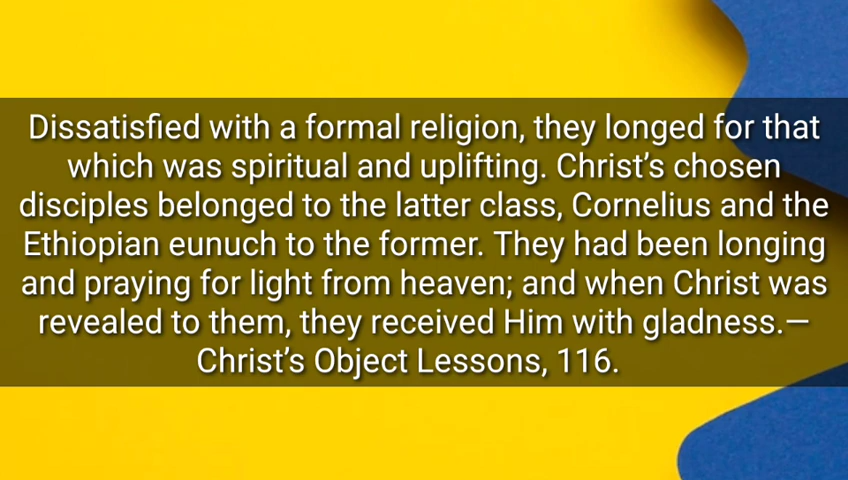 Dissatisfied with a formal religion, they longed for that
which was spiritual and uplifting. Christ’s chosen
disciples belonged to the latter class, Cornelius and the
Ethiopian eunuch to the former. They had been longing
and praying for light from heaven; and when Christ was
revealed to them, they received Him with gladness.—
Christ’s Object Lessons, 116.